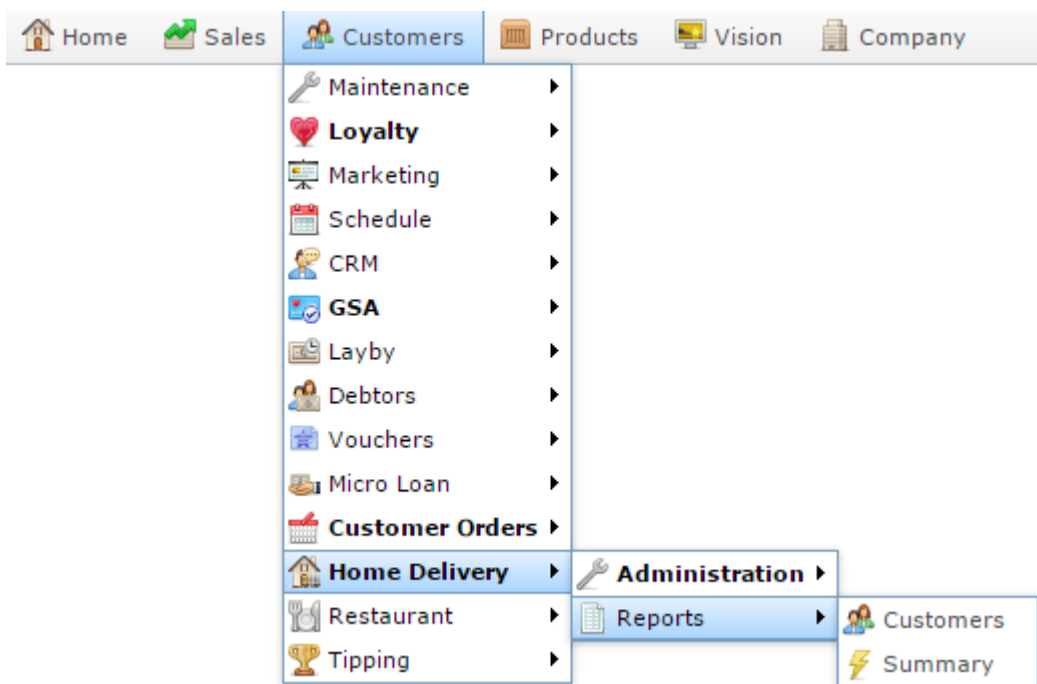 Home Sales Customers Products Vision Company
Maintenance
Loyalty
Marketing
Schedule
CRM
GSA
Layby
Debtors
Vouchers
Micro Loan
Customer Orders
Home Delivery Administration
Restaurant Reports Customers
Tipping Summary